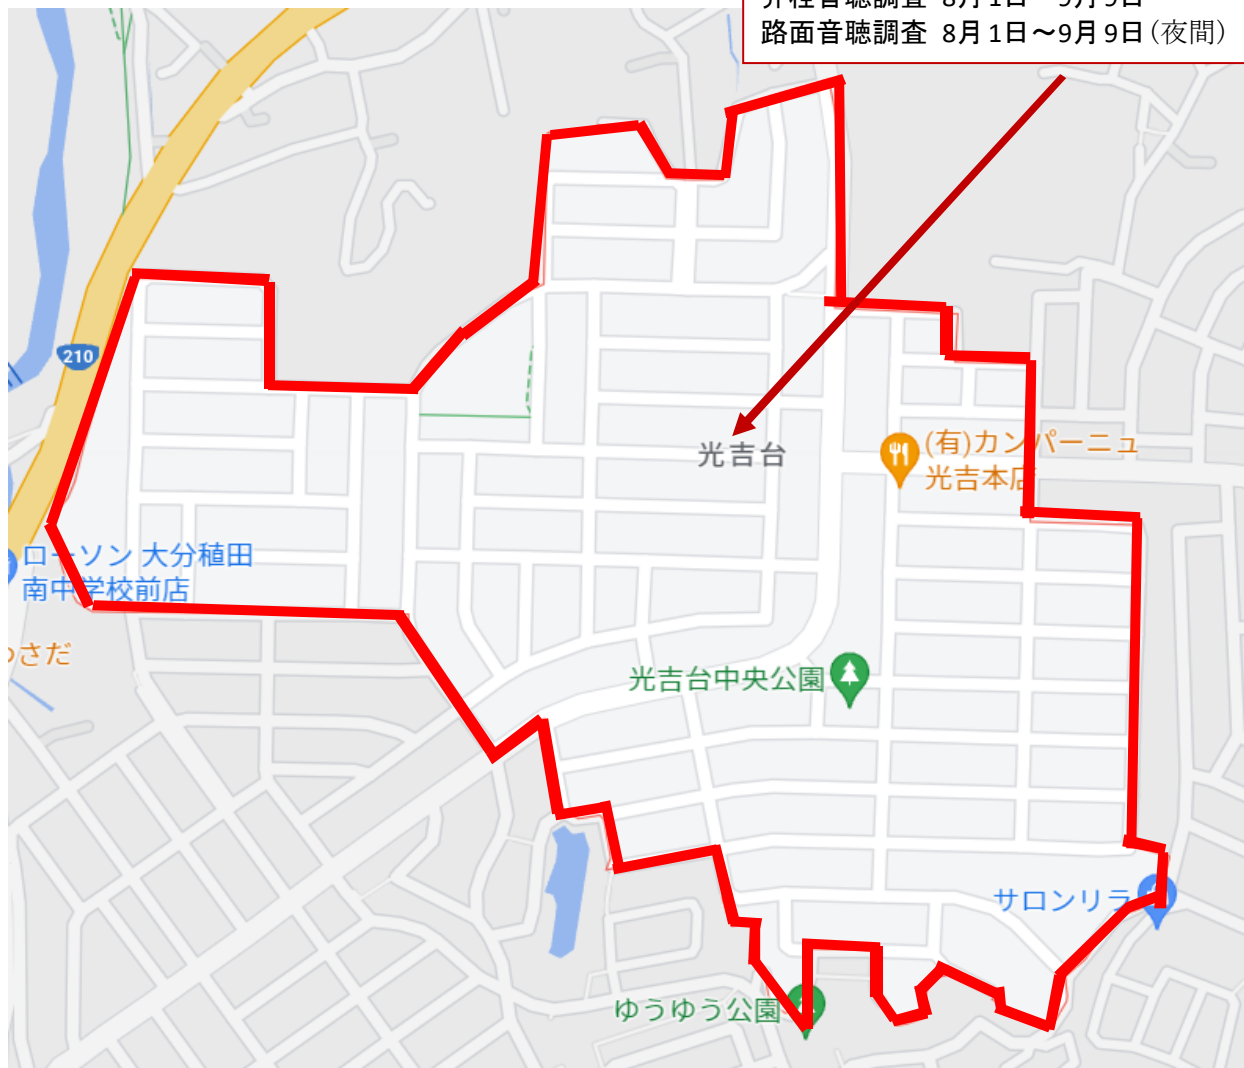 路面音聴調査 8月1日～9月9日(夜間)
210
光吉台
(有)カンパーニュ
光吉本店
ローソン 大分稙田
南中学校前店
さだ
光吉台中央公園
サロンリラ
ゆうゆう公園